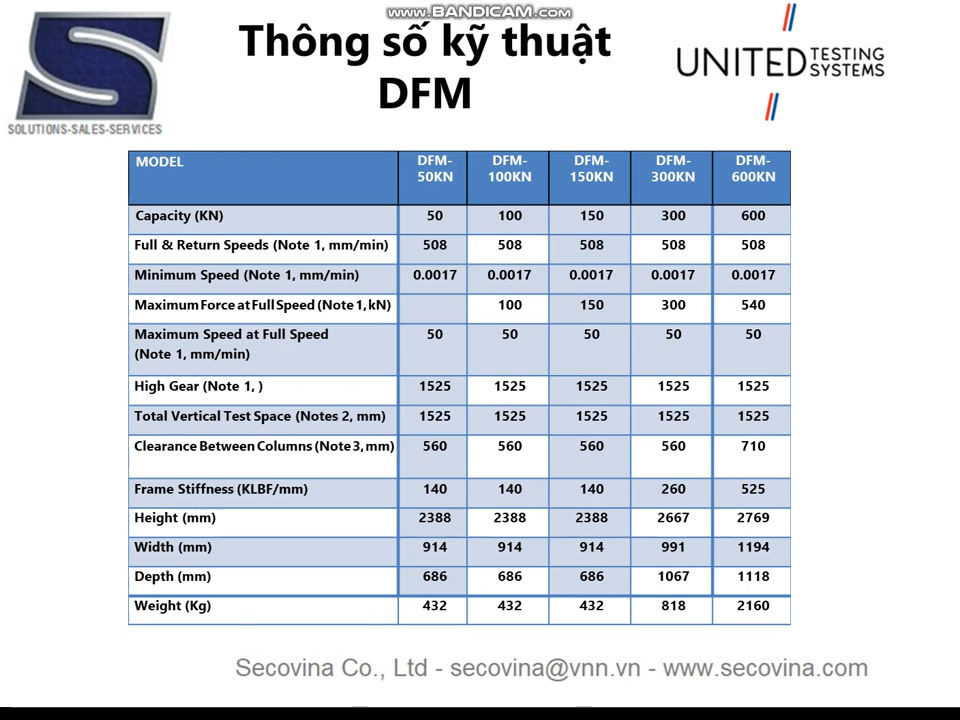 www.BANDICAM.com
Thông số kỹ thuật
DFM
SOLUTIONS-SALES-SERVICES
UNITED TESTING SYSTEMS
MODEL DFM-50KN DFM-100KN DFM-150KN DFM-300KN DFM-600KN
Capacity (KN) 50 100 150 300 600
Full & Return Speeds (Note 1, mm/min) 508 508 508 508 508
Minimum Speed (Note 1, mm/min) 0.0017 0.0017 0.0017 0.0017 0.0017
Maximum Force at Full Speed (Note 1, kN) 100 150 300 540
Maximum Speed at Full Speed 50 50 50 50 50
(Note 1, mm/min)
High Gear (Note 1, ) 1525 1525 1525 1525 1525
Total Vertical Test Space (Notes 2, mm) 1525 1525 1525 1525 1525
Clearance Between Columns (Note 3, mm) 560 560 560 560 710
Frame Stiffness (KLBF/mm) 140 140 140 260 525
Height (mm) 2388 2388 2388 2667 2769
Width (mm) 914 914 914 991 1194
Depth (mm) 686 686 686 1067 1118
Weight (Kg) 432 432 432 818 2160
Secovina Co., Ltd - secovina@vnn.vn - www.secovina.com